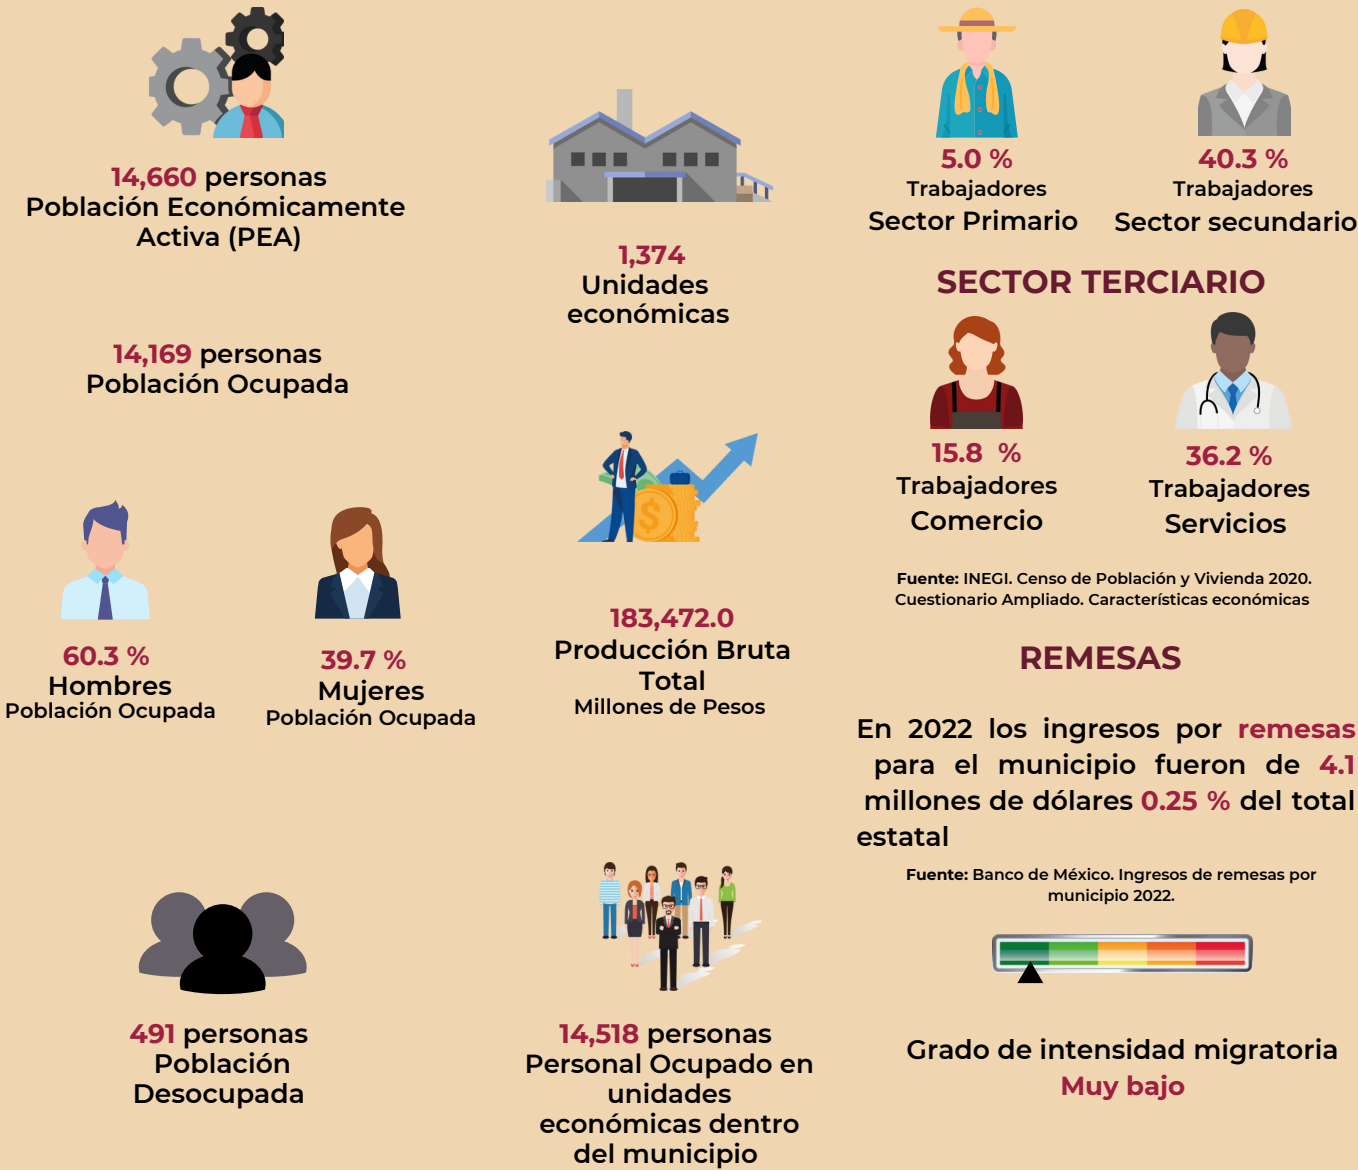 14,660 personas
Población Económicamente
Activa (PEA)
14,169 personas
Población Ocupada
60.3 %
Hombres
Población Ocupada
39.7 %
Mujeres
Población Ocupada
491 personas
Población
Desocupada
1,374
Unidades
económicas
183,472.0
Producción Bruta
Total
Millones de Pesos
14,518 personas
Personal Ocupado en
unidades
económicas dentro
del municipio
5.0 %
Trabajadores
Sector Primario
40.3 %
Trabajadores
Sector secundario
SECTOR TERCIARIO
15.8 %
Trabajadores
Comercio
36.2 %
Trabajadores
Servicios
Fuente: INEGI. Censo de Población y Vivienda 2020.
Cuestionario Ampliado. Características económicas
REMESAS
En 2022 los ingresos por remesas
para el municipio fueron de 4.1
millones de dólares 0.25 % del total
estatal
Fuente: Banco de México. Ingresos de remesas por
municipio 2022.
Grado de intensidad migratoria
Muy bajo